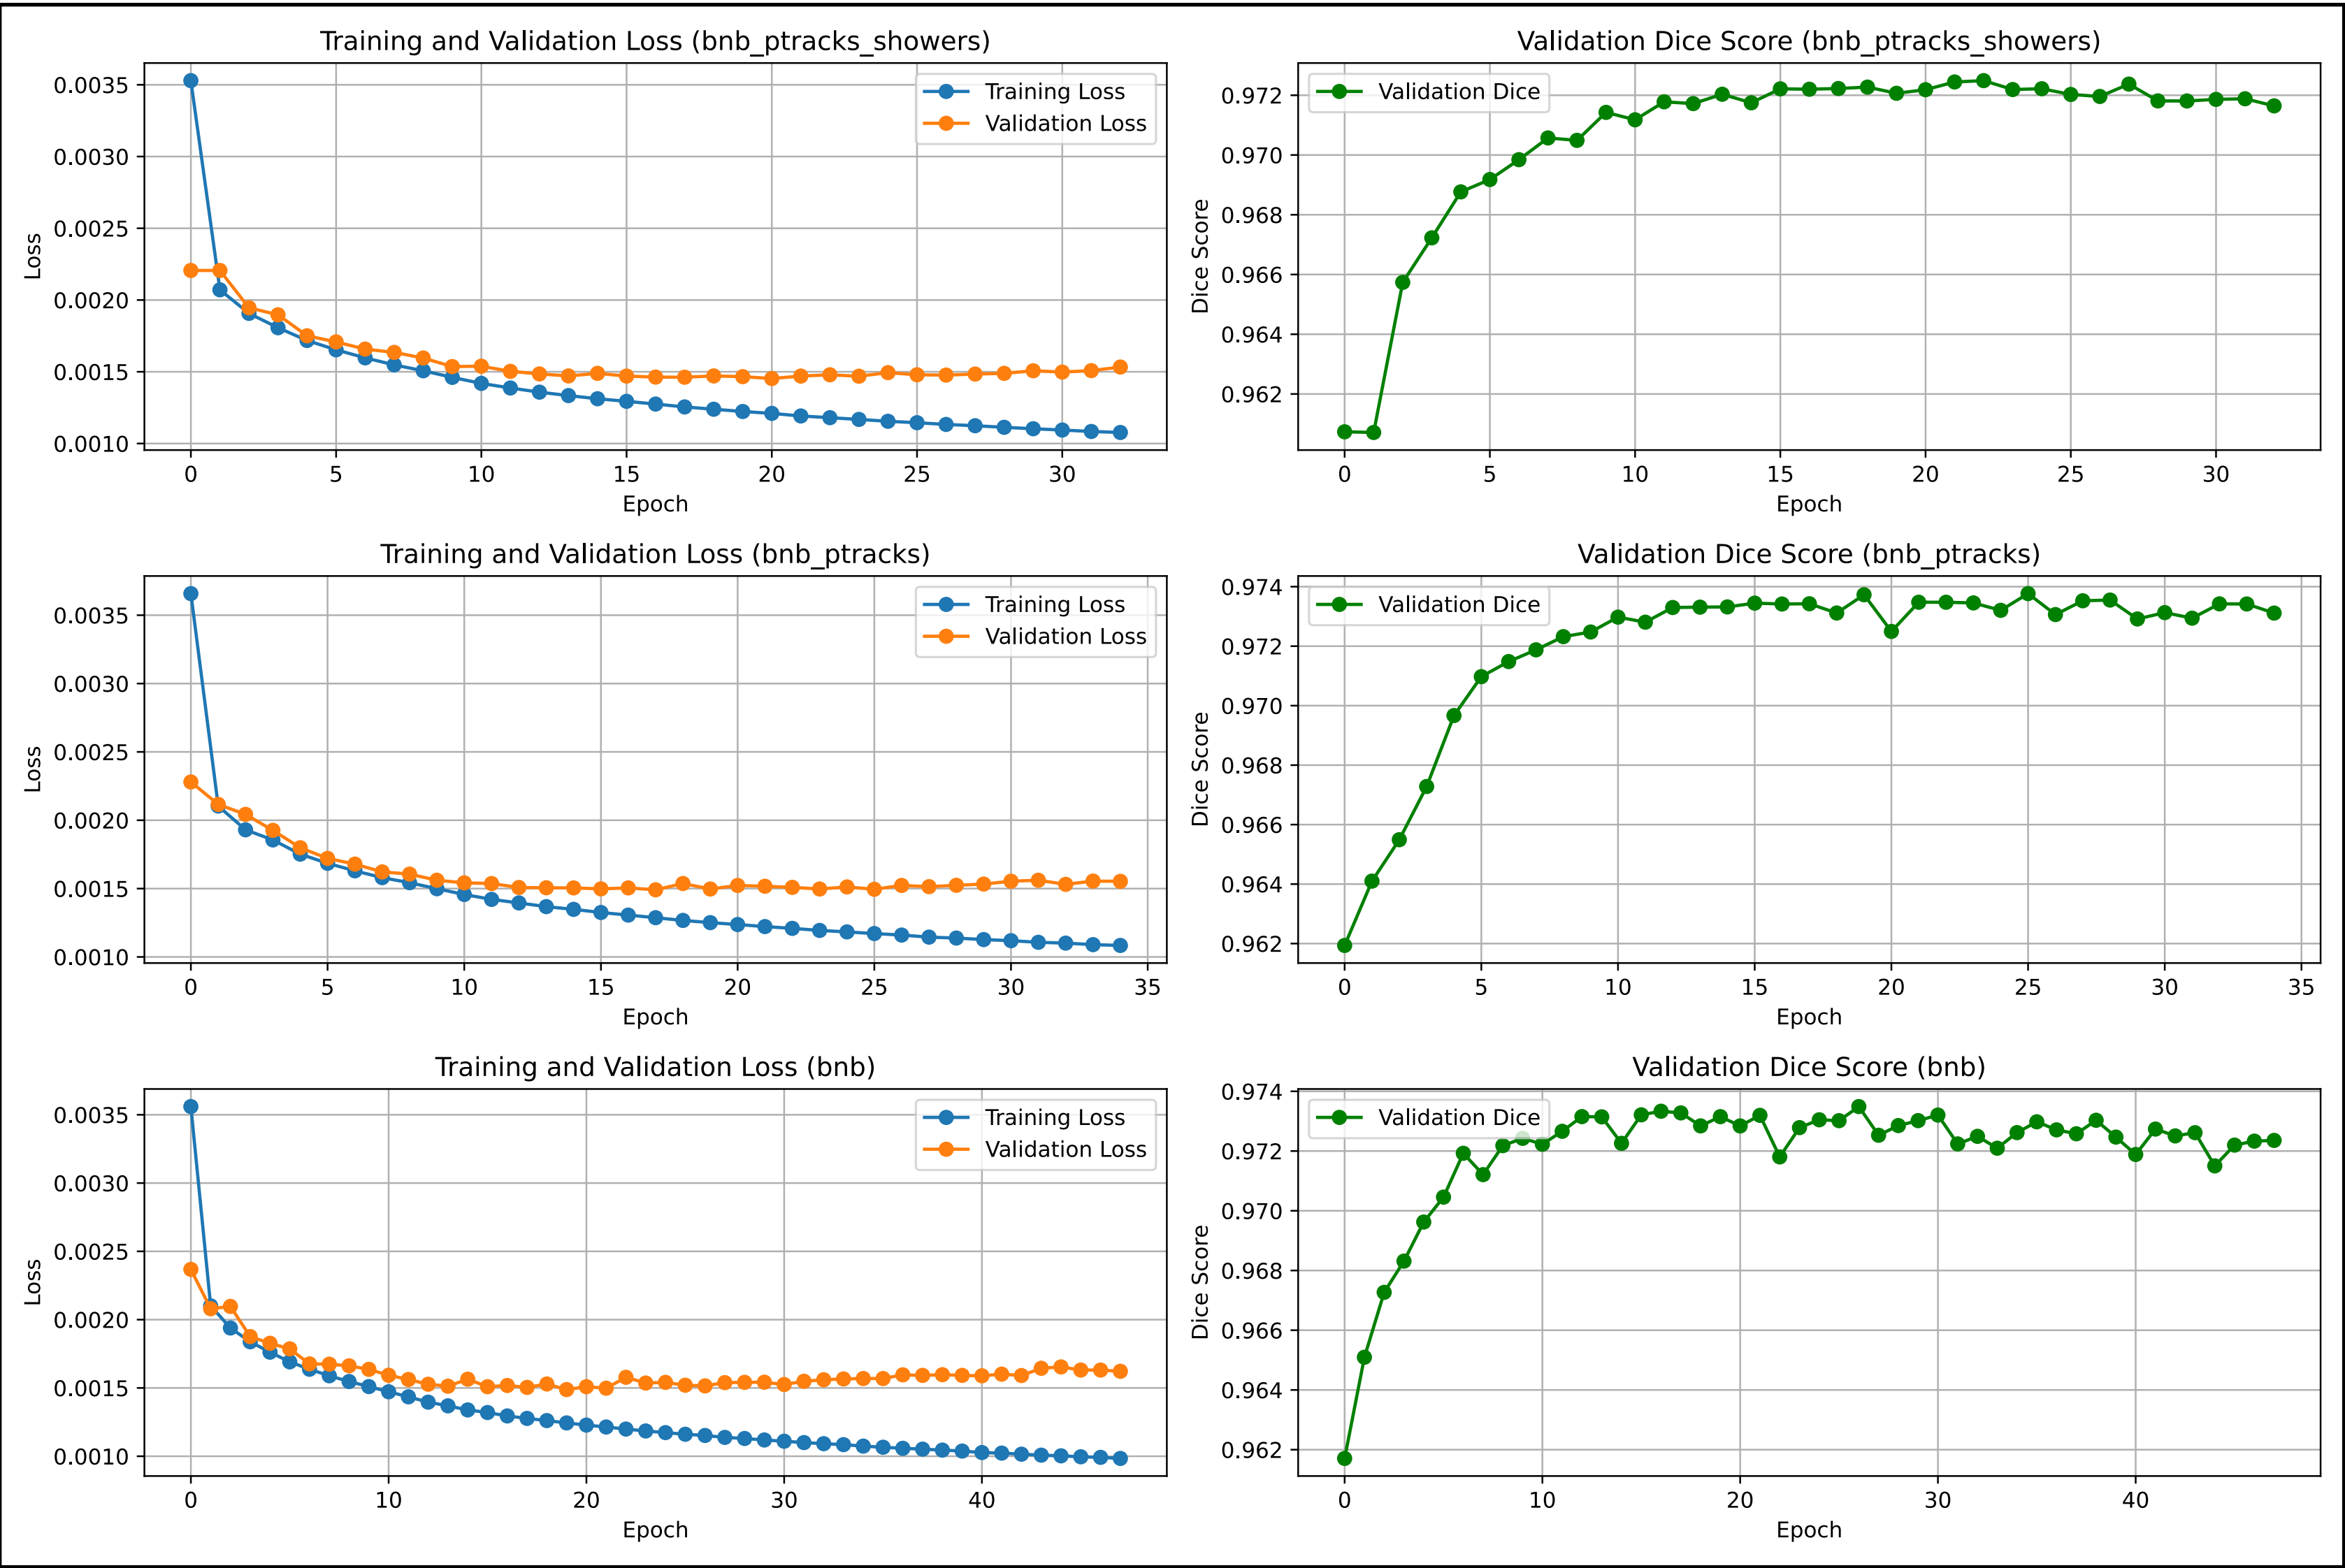 Training and Validation Loss (bnb_ptracks_showers)
0.0035
0.0030
0.0025
0.0020
0.0015
0.0010
Loss
Training Loss
Validation Loss
0 5 10 15 20 25 30
Epoch
Validation Dice Score (bnb_ptracks_showers)
0.972
0.970
0.968
0.966
0.964
0.962
Dice Score
Validation Dice
0 5 10 15 20 25 30
Epoch
Training and Validation Loss (bnb_ptracks)
0.0035
0.0030
0.0025
0.0020
0.0015
0.0010
Loss
Training Loss
Validation Loss
0 5 10 15 20 25 30 35
Epoch
Validation Dice Score (bnb_ptracks)
0.974
0.972
0.970
0.968
0.966
0.964
0.962
Dice Score
Validation Dice
0 5 10 15 20 25 30 35
Epoch
Training and Validation Loss (bnb)
0.0035
0.0030
0.0025
0.0020
0.0015
0.0010
Loss
Training Loss
Validation Loss
0 10 20 30 40
Epoch
Validation Dice Score (bnb)
0.974
0.972
0.970
0.968
0.966
0.964
0.962
Dice Score
Validation Dice
0 10 20 30 40
Epoch